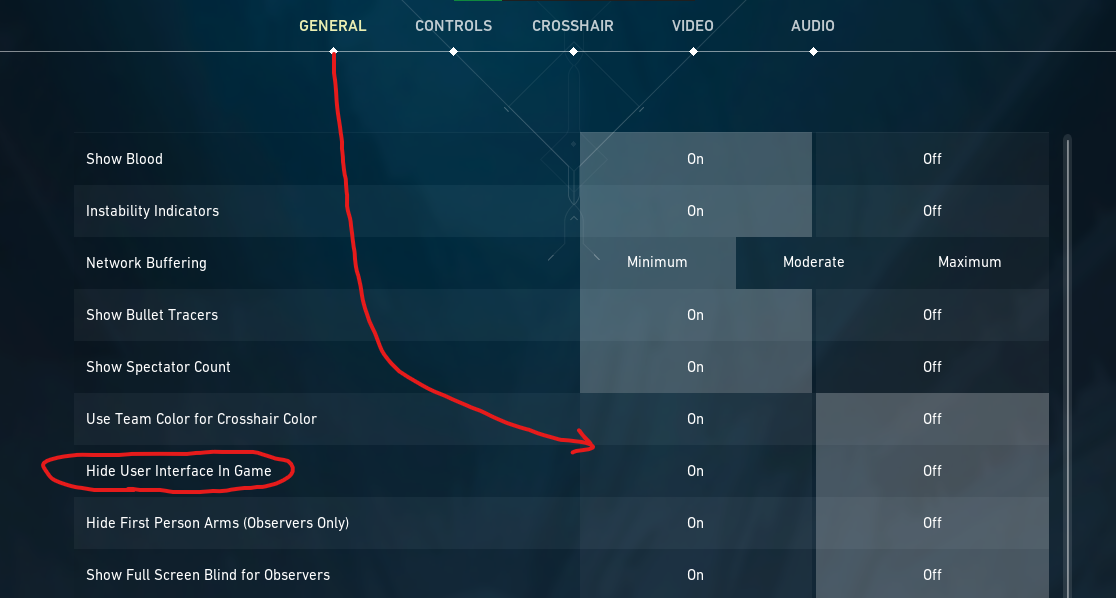 GENERAL CONTROLS CROSSHAIR VIDEO AUDIO
Show Blood On Off
Instability Indicators On Off
Network Buffering Minimum Moderate Maximum
Show Bullet Tracers On Off
Show Spectator Count On Off
Use Team Color for Crosshair Color On Off
Hide User Interface In Game On Off
Hide First Person Arms (Observers Only) On Off
Show Full Screen Blind for Observers On Off